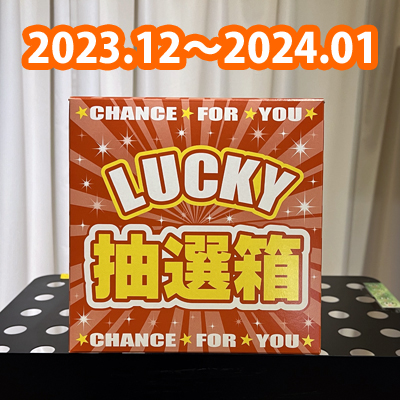 2023.12～2024.01
★CHANCE★FOR★YOU★
LUCKY
抽選箱
★CHANCE★FOR★YOU★